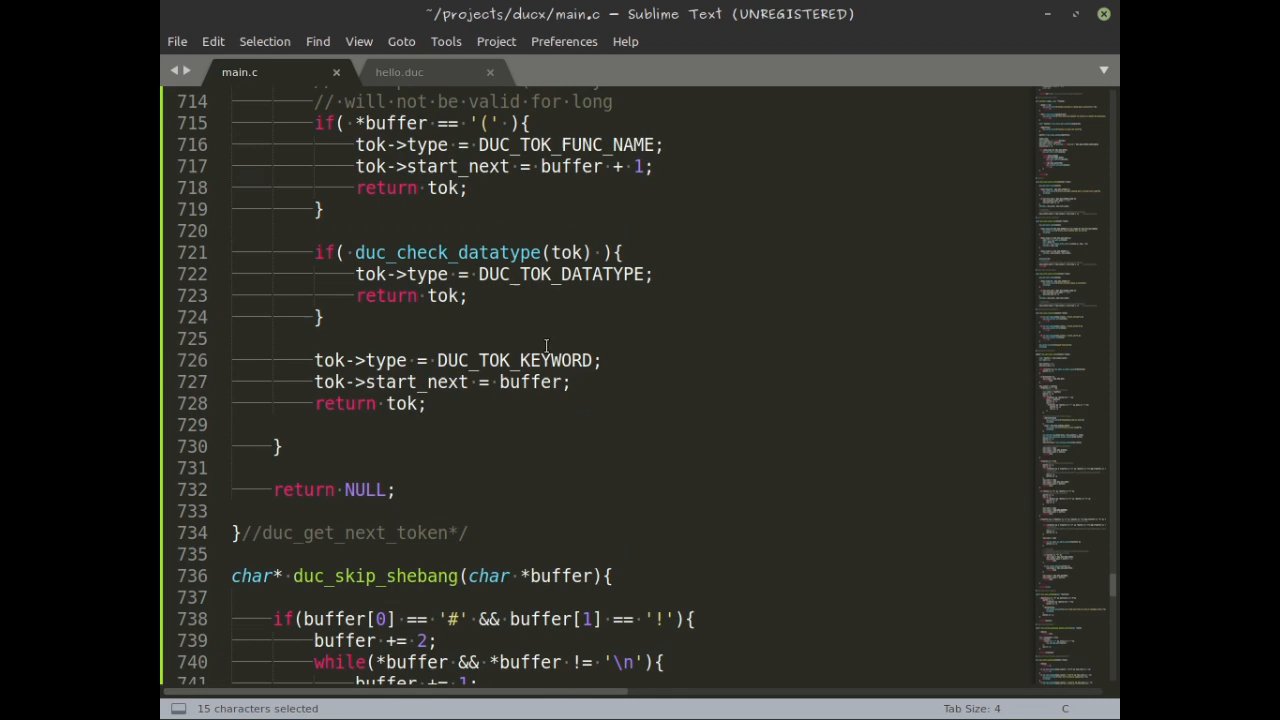 ~/projects/ducx/main.c — Sublime Text (UNREGISTERED)
File Edit Selection Find View Goto Tools Project Preferences Help
main.c hello.duc
714 // will not be valid for long
715 if( *buffer == '(' ){
716 tok->type = DUC_TOK_FUNC_NAME;
717 tok->start_next = buffer + 1;
718 return tok;
719 }
720
721 if( duc_check_datatype(tok) ){
722 tok->type = DUC_TOK_DATATYPE;
723 return tok;
724 }
725
726 tok->type = DUC_TOK_KEYWORD;
727 tok->start_next = buffer;
728 return tok;
729
730 }
731
732 return NULL;
733
734 }//duc_get_next_token*/
735
736 char* duc_skip_shebang(char *buffer){
737
738 if(buffer[0] == '#' && buffer[1] == '!'){
739 buffer += 2;
740 while(*buffer && *buffer != '\n'){
741 buffer += 1;
15 characters selected Tab Size: 4 C